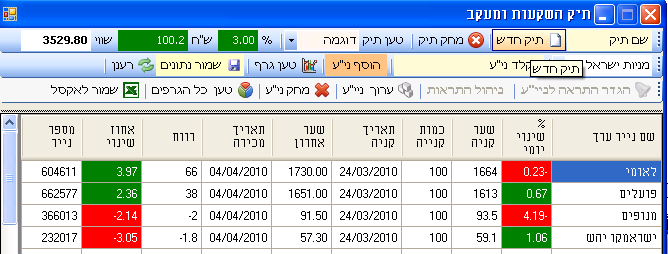 תיק השקעות ומעקב
שם תיק תיק חדש מחק תיק טען תיק דוגמה % 3.00 ש"ח 100.2 שווי 3529.80
מניות ישראל קלד ני"ע הוסף ני"ע טען גרף שמור נתונים רענן
תיק חדש
הגדר התראה לנייר"ע ניהול התראות ערוך ני"ע מחק ני"ע טען כל הגרפים שמור לאקסל
שם נייר ערך % שינוי יומי שער קניה כמות קנייה תאריך קניה שער אחרון תאריך מכירה רווח אחוז שינוי מספר נייר
לאומי -0.23 1664 100 24/03/2010 1730.00 04/04/2010 66 3.97 604611
פועלים 0.67 1613 100 24/03/2010 1651.00 04/04/2010 38 2.36 662577
מנופים -4.19 93.5 100 24/03/2010 91.50 04/04/2010 -2 -2.14 366013
ישראמקו יהש 1.06 59.1 100 24/03/2010 57.30 04/04/2010 -1.8 -3.05 232017